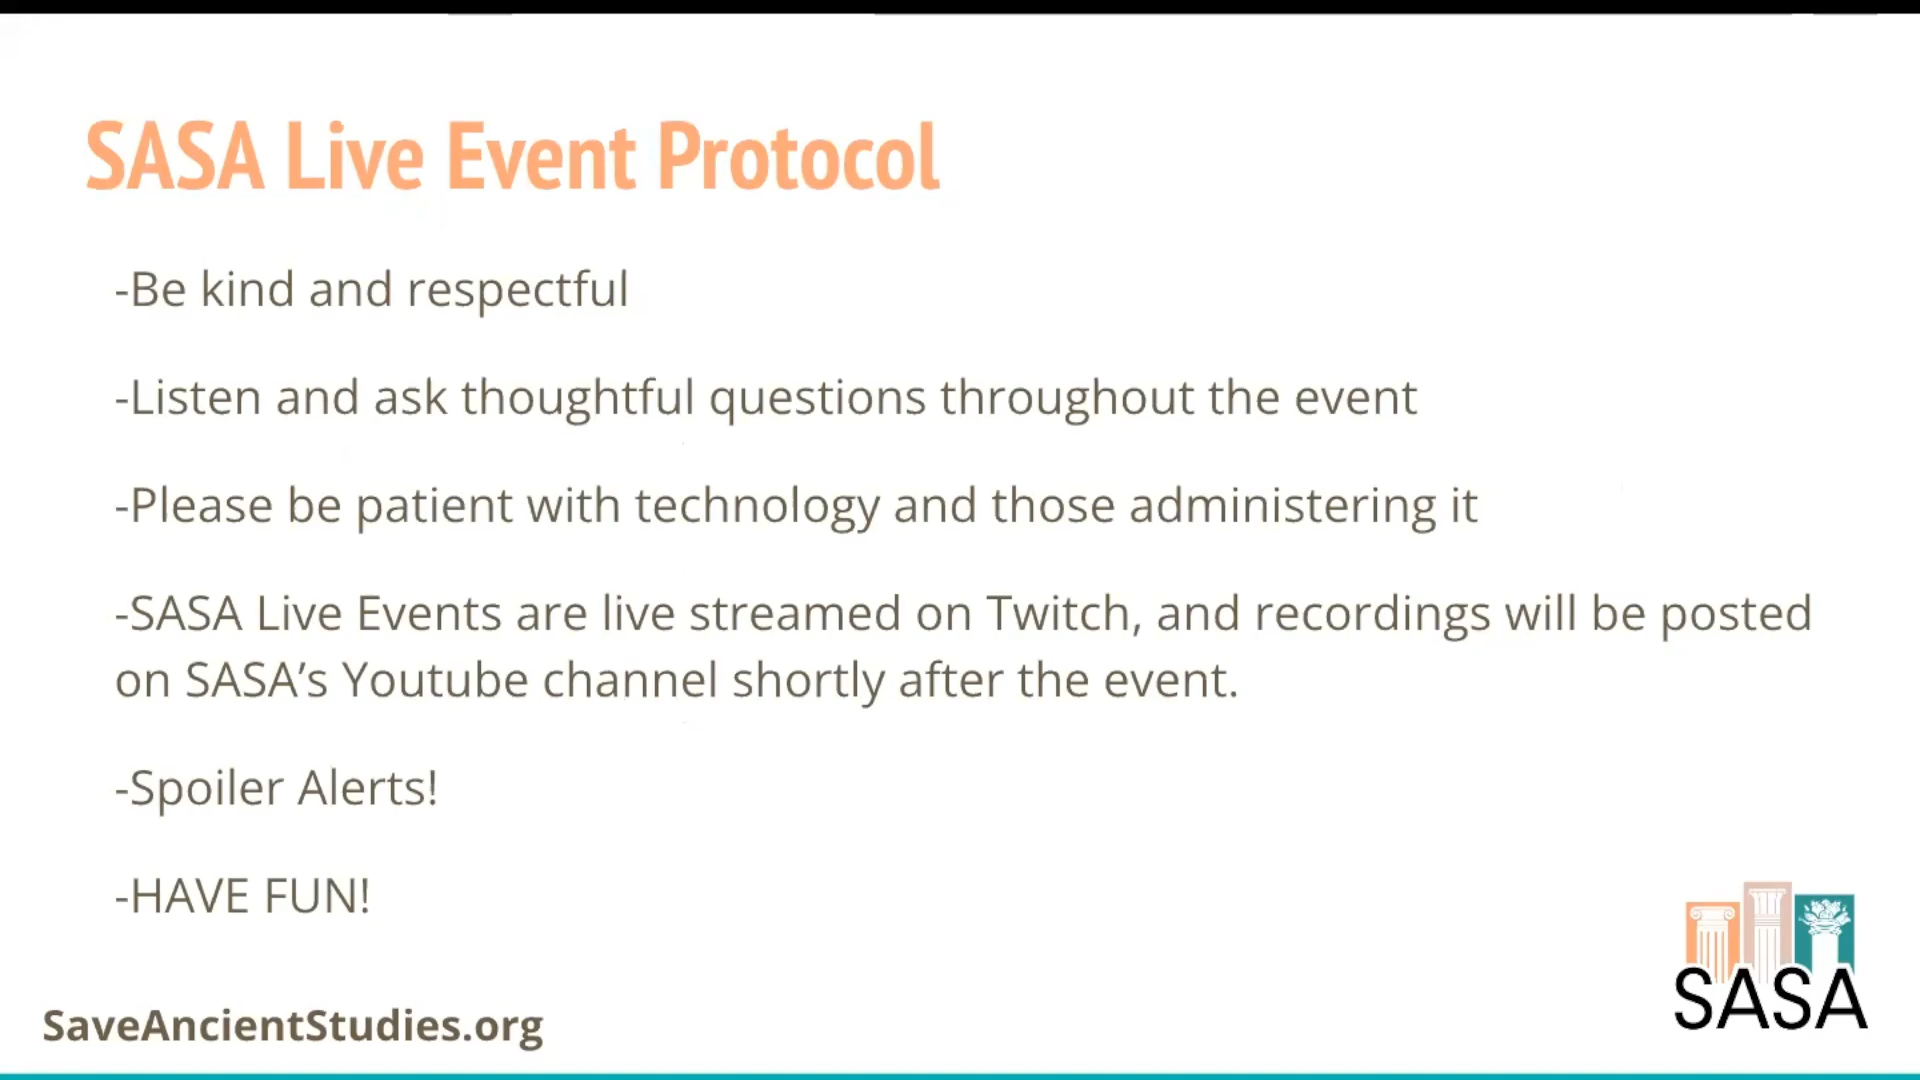 SASA Live Event Protocol
-Be kind and respectful
-Listen and ask thoughtful questions throughout the event
-Please be patient with technology and those administering it
-SASA Live Events are live streamed on Twitch, and recordings will be posted
on SASA’s Youtube channel shortly after the event.
-Spoiler Alerts!
-HAVE FUN!
SASA
SaveAncientStudies.org